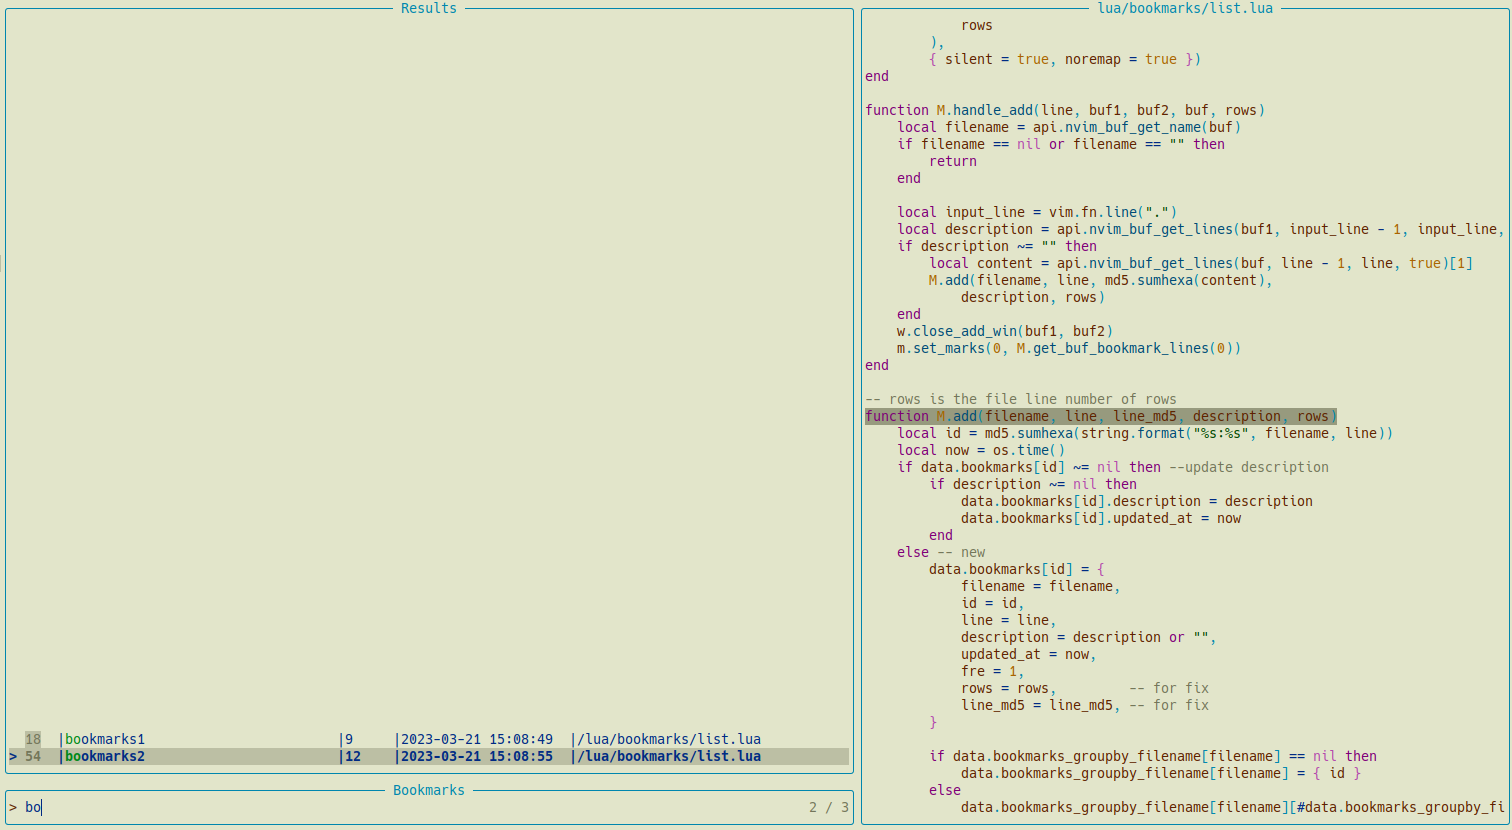 Results
18 |bookmarks1 |9 |2023-03-21 15:08:49 |/lua/bookmarks/list.lua
> 54 |bookmarks2 |12 |2023-03-21 15:08:55 |/lua/bookmarks/list.lua
Bookmarks
> bo 2 / 3
lua/bookmarks/list.lua
            rows
        ),
        { silent = true, noremap = true })
end

function M.handle_add(line, buf1, buf2, buf, rows)
    local filename = api.nvim_buf_get_name(buf)
    if filename == nil or filename == "" then
        return
    end

    local input_line = vim.fn.line(".")
    local description = api.nvim_buf_get_lines(buf1, input_line - 1, input_line,
    if description ~= "" then
        local content = api.nvim_buf_get_lines(buf, line - 1, line, true)[1]
        M.add(filename, line, md5.sumhexa(content),
            description, rows)
    end
    w.close_add_win(buf1, buf2)
    m.set_marks(0, M.get_buf_bookmark_lines(0))
end

-- rows is the file line number of rows
function M.add(filename, line, line_md5, description, rows)
    local id = md5.sumhexa(string.format("%s:%s", filename, line))
    local now = os.time()
    if data.bookmarks[id] ~= nil then --update description
        if description ~= nil then
            data.bookmarks[id].description = description
            data.bookmarks[id].updated_at = now
        end
    else -- new
        data.bookmarks[id] = {
            filename = filename,
            id = id,
            line = line,
            description = description or "",
            updated_at = now,
            fre = 1,
            rows = rows,         -- for fix
            line_md5 = line_md5, -- for fix
        }

        if data.bookmarks_groupby_filename[filename] == nil then
            data.bookmarks_groupby_filename[filename] = { id }
        else
            data.bookmarks_groupby_filename[filename][#data.bookmarks_groupby_fi